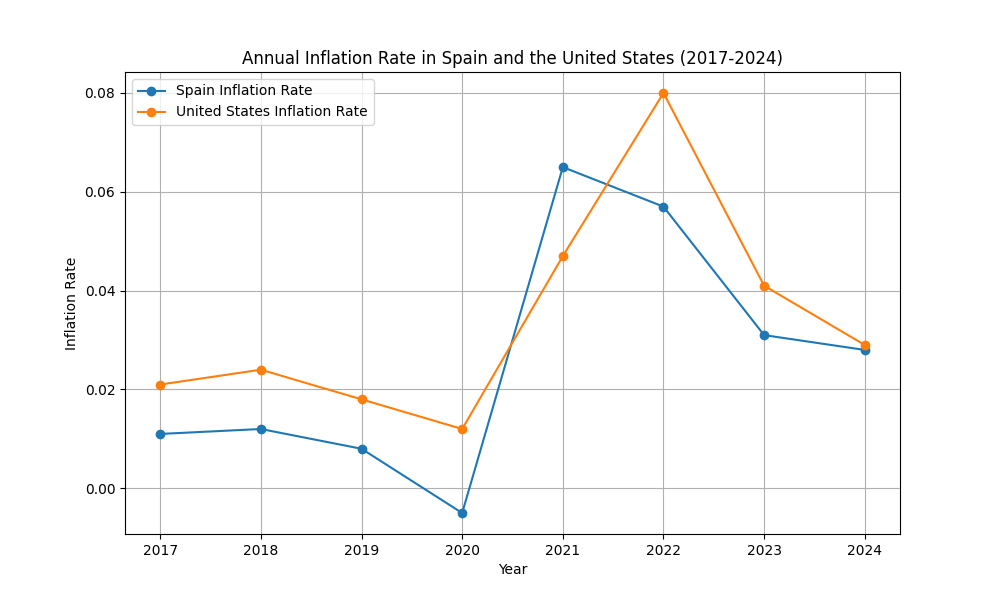 Annual Inflation Rate in Spain and the United States (2017-2024)
Spain Inflation Rate
United States Inflation Rate
0.08
0.06
0.04
0.02
0.00
Inflation Rate
2017 2018 2019 2020 2021 2022 2023 2024
Year